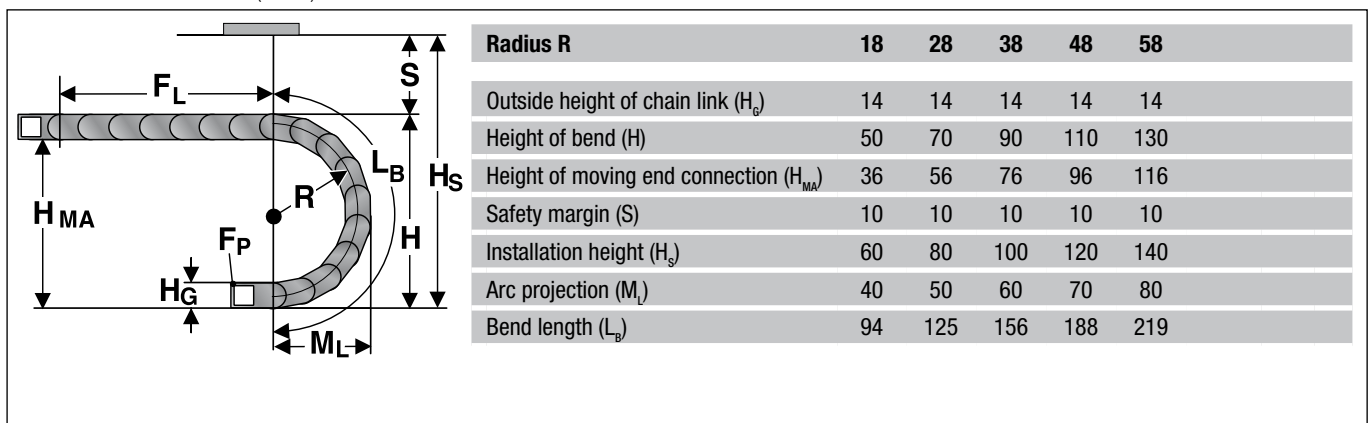 S
F_L
L_B
H_S
R
H_MA
H
F_P
H_G
M_L
Radius R 18 28 38 48 58
Outside height of chain link (H_G) 14 14 14 14 14
Height of bend (H) 50 70 90 110 130
Height of moving end connection (H_MA) 36 56 76 96 116
Safety margin (S) 10 10 10 10 10
Installation height (H_S) 60 80 100 120 140
Arc projection (M_L) 40 50 60 70 80
Bend length (L_B) 94 125 156 188 219